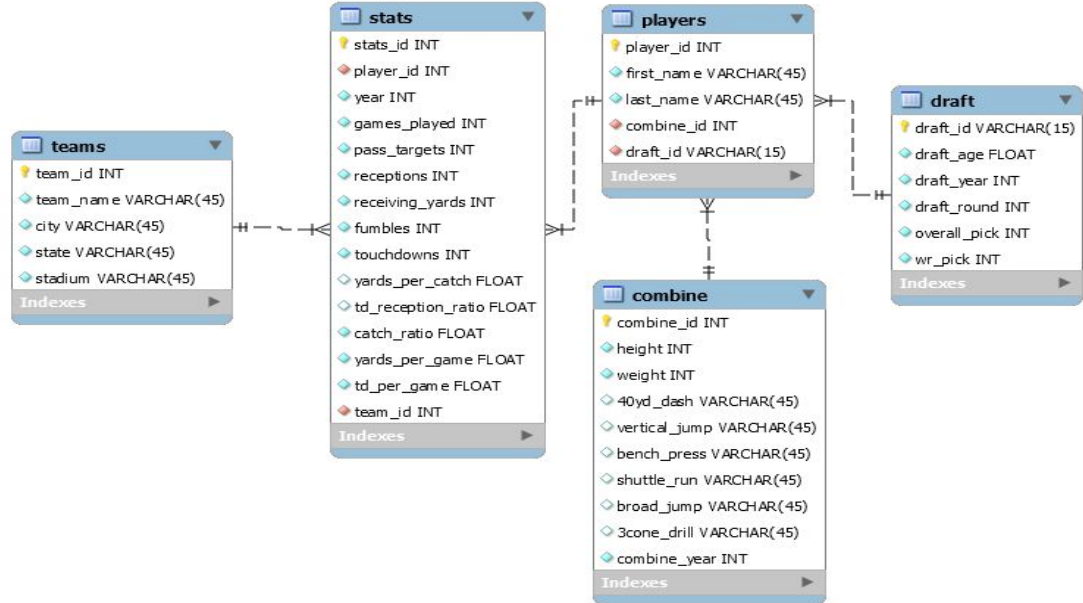 teams
team_id INT
team_name VARCHAR(45)
city VARCHAR(45)
state VARCHAR(45)
stadium VARCHAR(45)
Indexes
stats
stats_id INT
player_id INT
year INT
games_played INT
pass_targets INT
receptions INT
receiving_yards INT
fumbles INT
touchdowns INT
yards_per_catch FLOAT
td_reception_ratio FLOAT
catch_ratio FLOAT
yards_per_game FLOAT
td_per_game FLOAT
team_id INT
Indexes
players
player_id INT
first_name VARCHAR(45)
last_name VARCHAR(45)
combine_id INT
draft_id VARCHAR(15)
Indexes
combine
combine_id INT
height INT
weight INT
40yd_dash VARCHAR(45)
vertical_jump VARCHAR(45)
bench_press VARCHAR(45)
shuttle_run VARCHAR(45)
broad_jump VARCHAR(45)
3cone_drill VARCHAR(45)
combine_year INT
Indexes
draft
draft_id VARCHAR(15)
draft_age FLOAT
draft_year INT
draft_round INT
overall_pick INT
wr_pick INT
Indexes